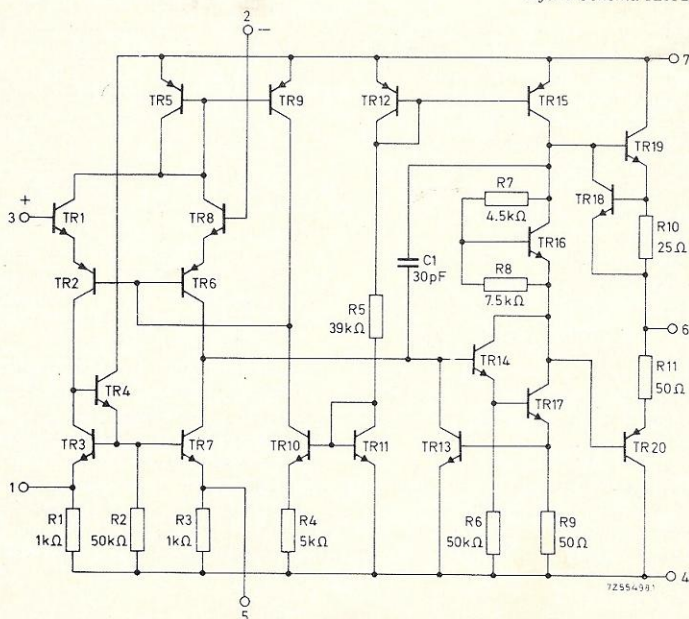 2 −
7
TR5
TR9
TR12
TR15
TR19
+
3
TR1
TR8
R7
4.5kΩ
TR18
R10
25Ω
TR16
C1
30pF
TR2
TR6
R8
7.5kΩ
R5
39kΩ
6
TR14
R11
50Ω
TR4
TR17
TR3
TR7
TR10
TR11
TR13
TR20
1
R1
1kΩ
R2
50kΩ
R3
1kΩ
R4
5kΩ
R6
50kΩ
R9
50Ω
4
7Z55498.1
5